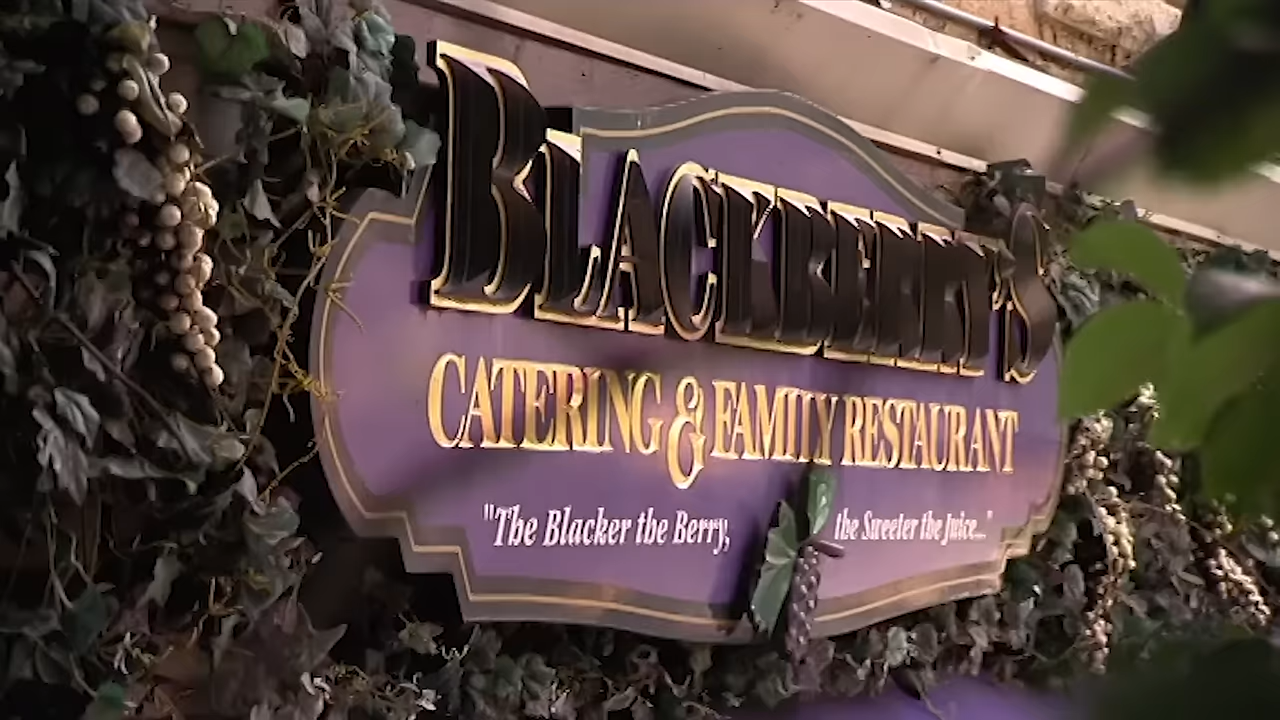 BLACKBERRY'S
CATERING & FAMILY RESTAURANT
"The Blacker the Berry, the Sweeter the Juice..."